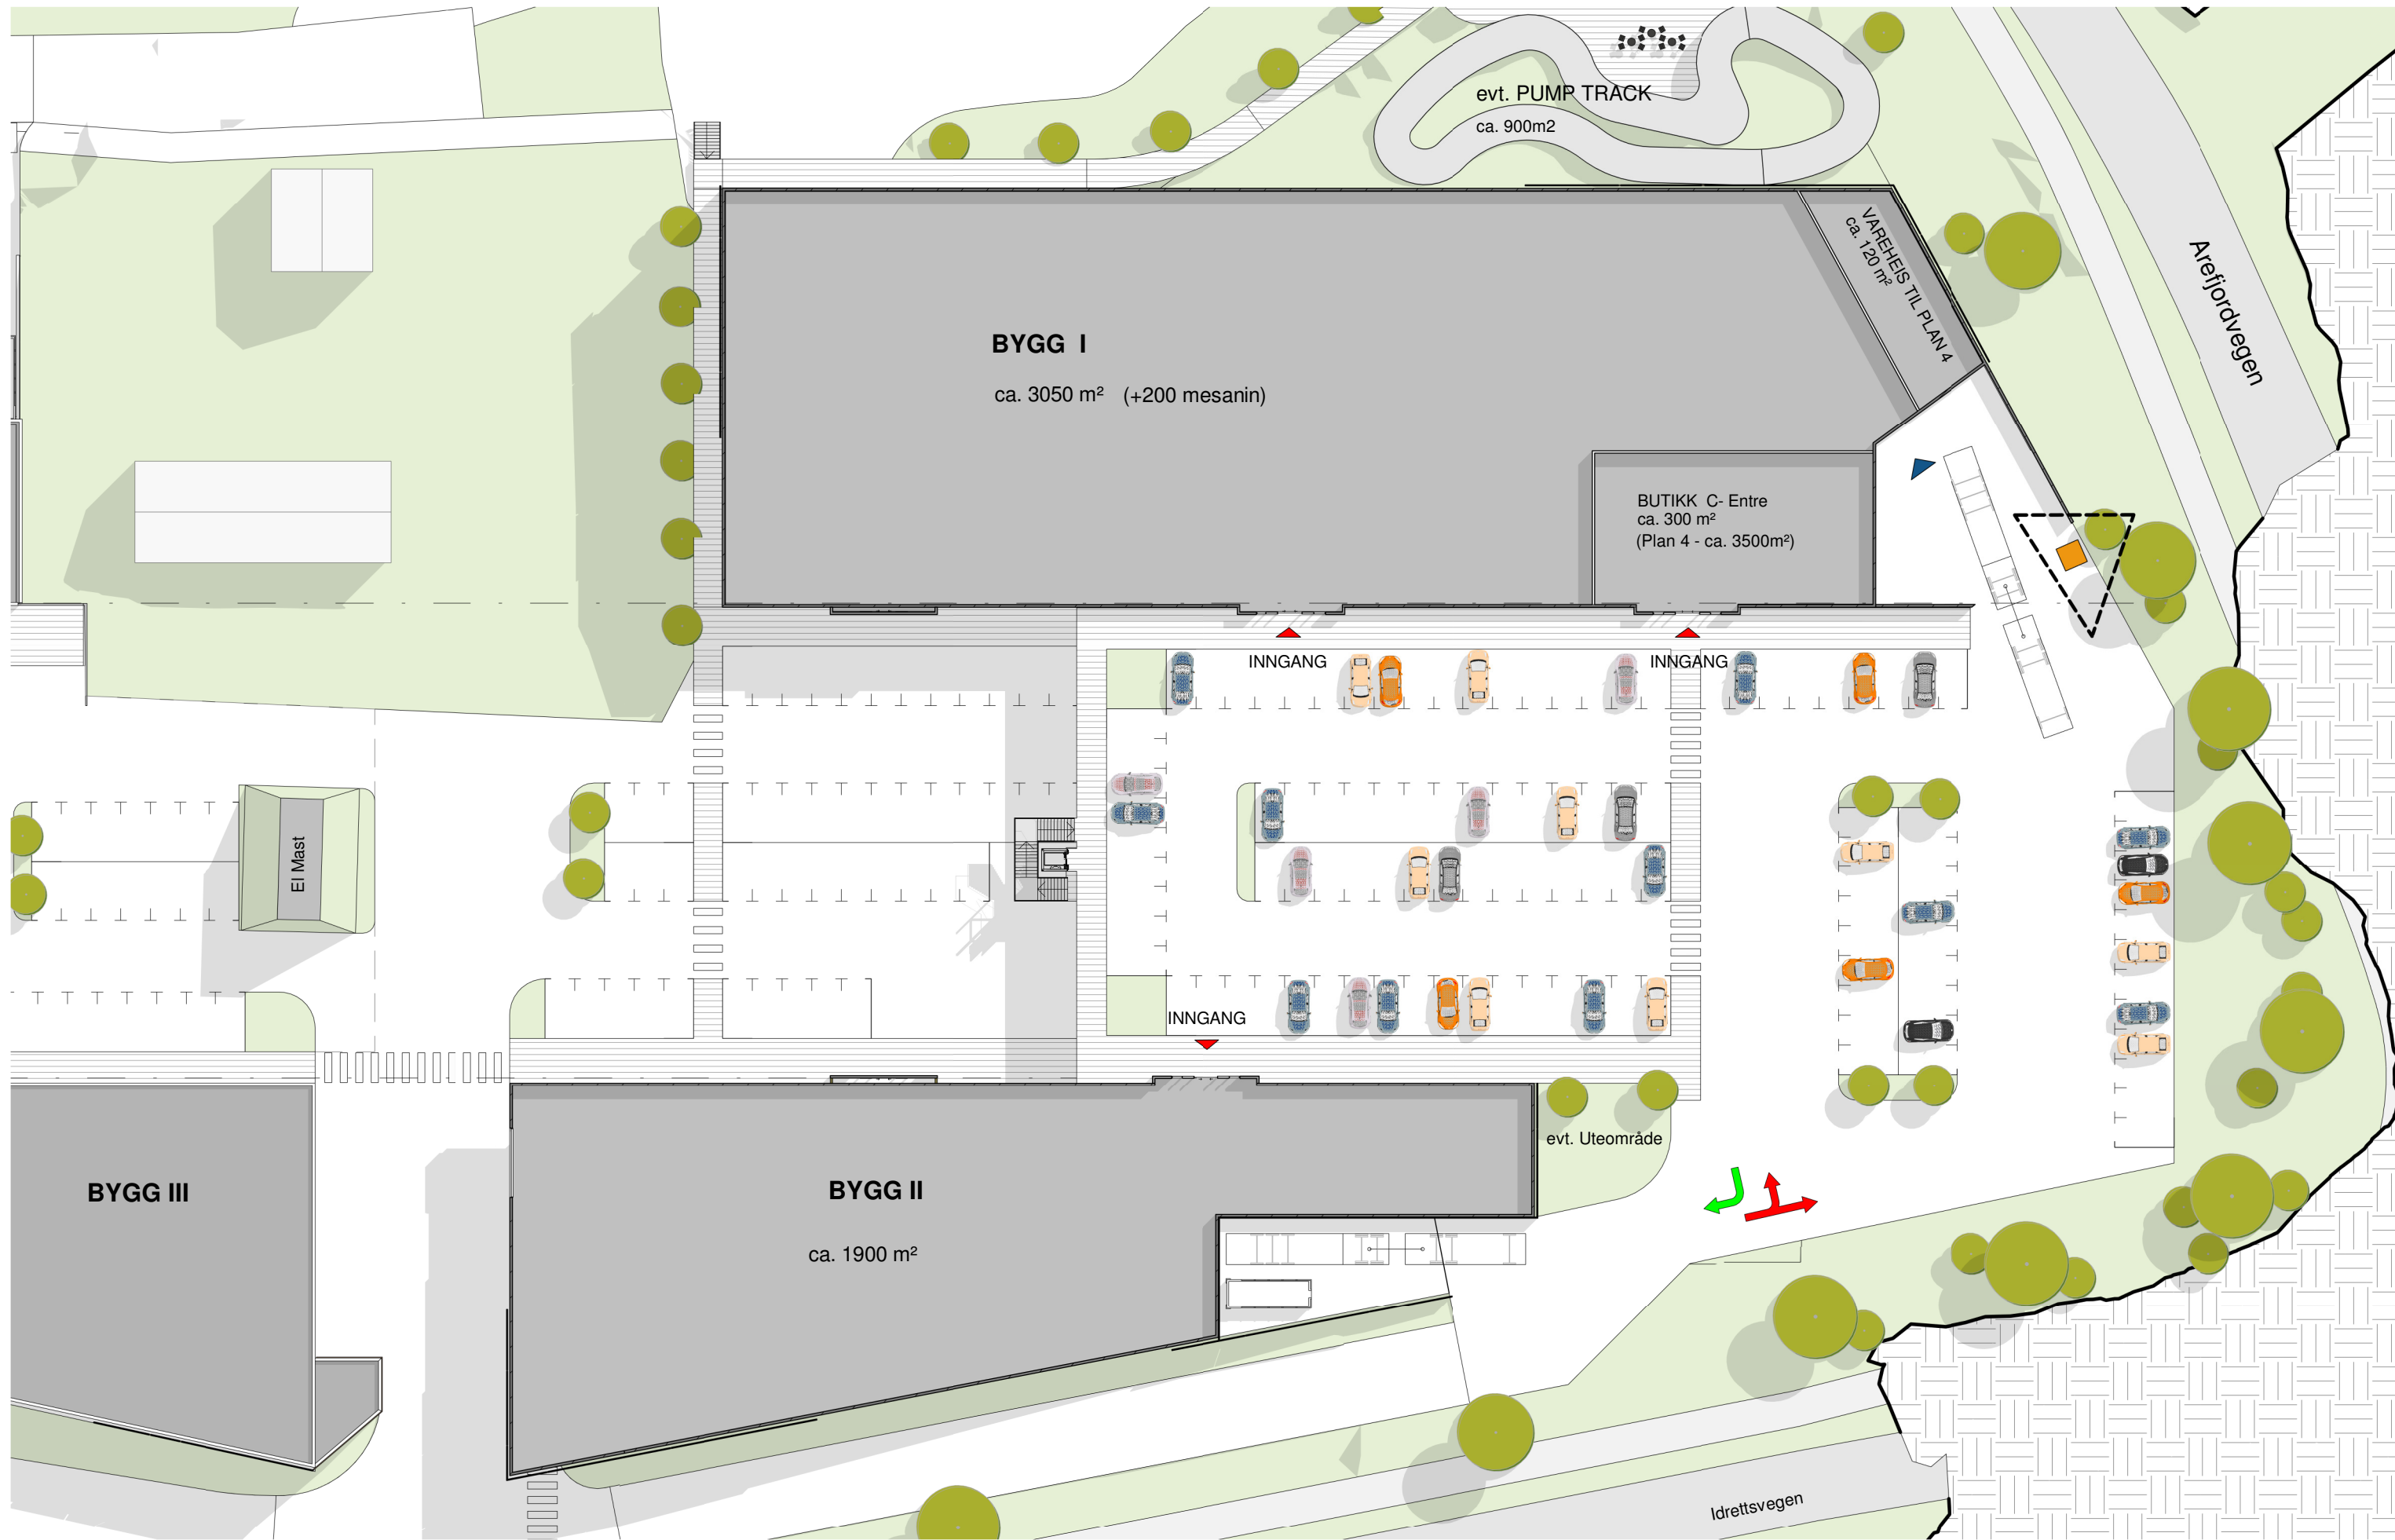 evt. PUMP TRACK
ca. 900m2
VAREHEIS TIL PLAN 4
ca. 120 m²
Arefjordvegen
BYGG I
ca. 3050 m² (+200 mesanin)
BUTIKK C- Entre
ca. 300 m²
(Plan 4 - ca. 3500m²)
INNGANG
INNGANG
El Mast
INNGANG
evt. Uteområde
BYGG III
BYGG II
ca. 1900 m²
Idrettsvegen